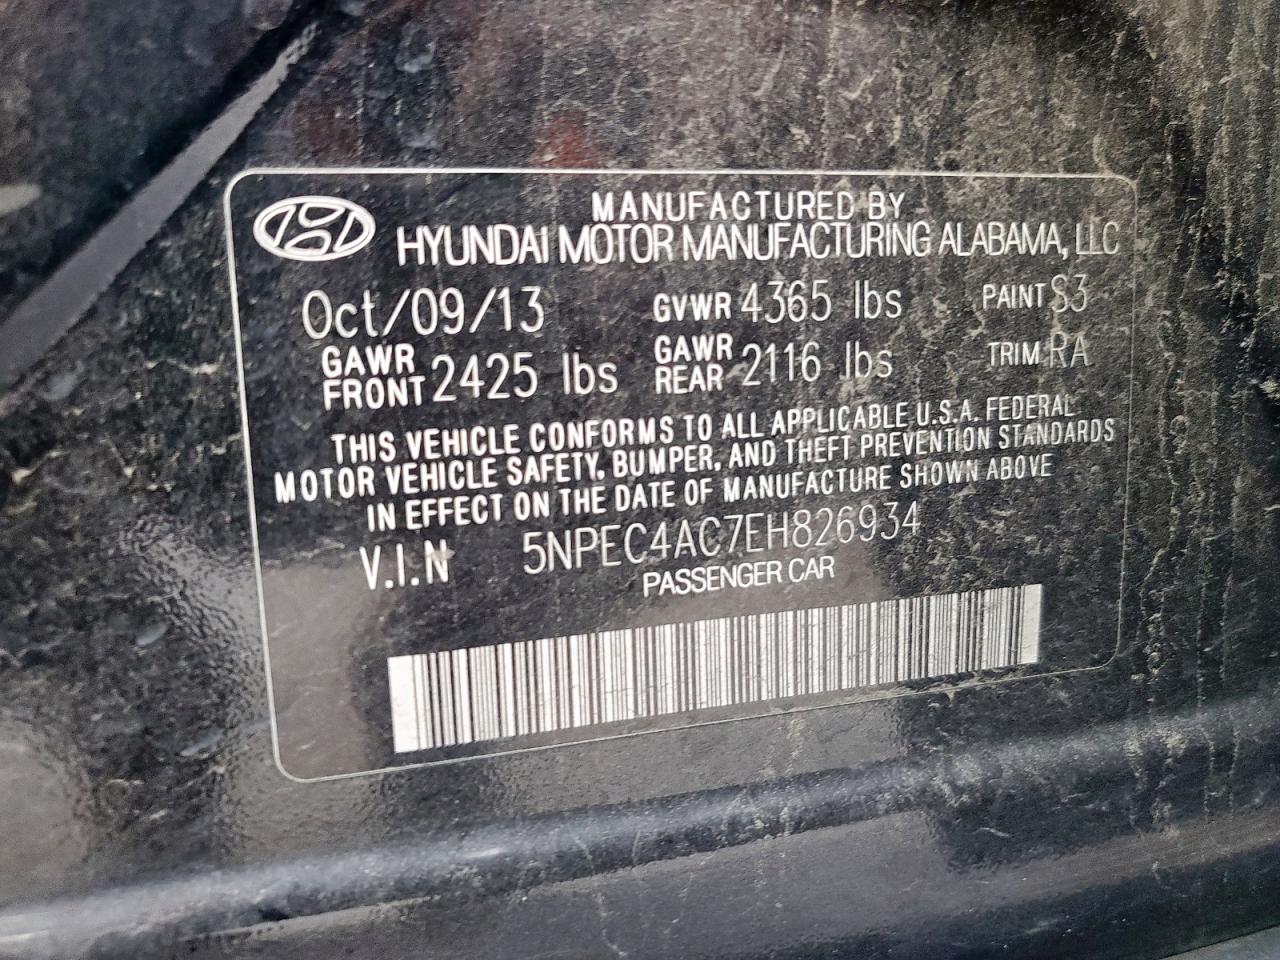 MANUFACTURED BY
HYUNDAI MOTOR MANUFACTURING ALABAMA, LLC
Oct/09/13 GVWR 4365 lbs PAINT S3
GAWR FRONT 2425 lbs GAWR REAR 2116 lbs TRIM RA
THIS VEHICLE CONFORMS TO ALL APPLICABLE U.S.A. FEDERAL
MOTOR VEHICLE SAFETY, BUMPER, AND THEFT PREVENTION STANDARDS
IN EFFECT ON THE DATE OF MANUFACTURE SHOWN ABOVE
V.I.N 5NPEC4AC7EH826934
PASSENGER CAR